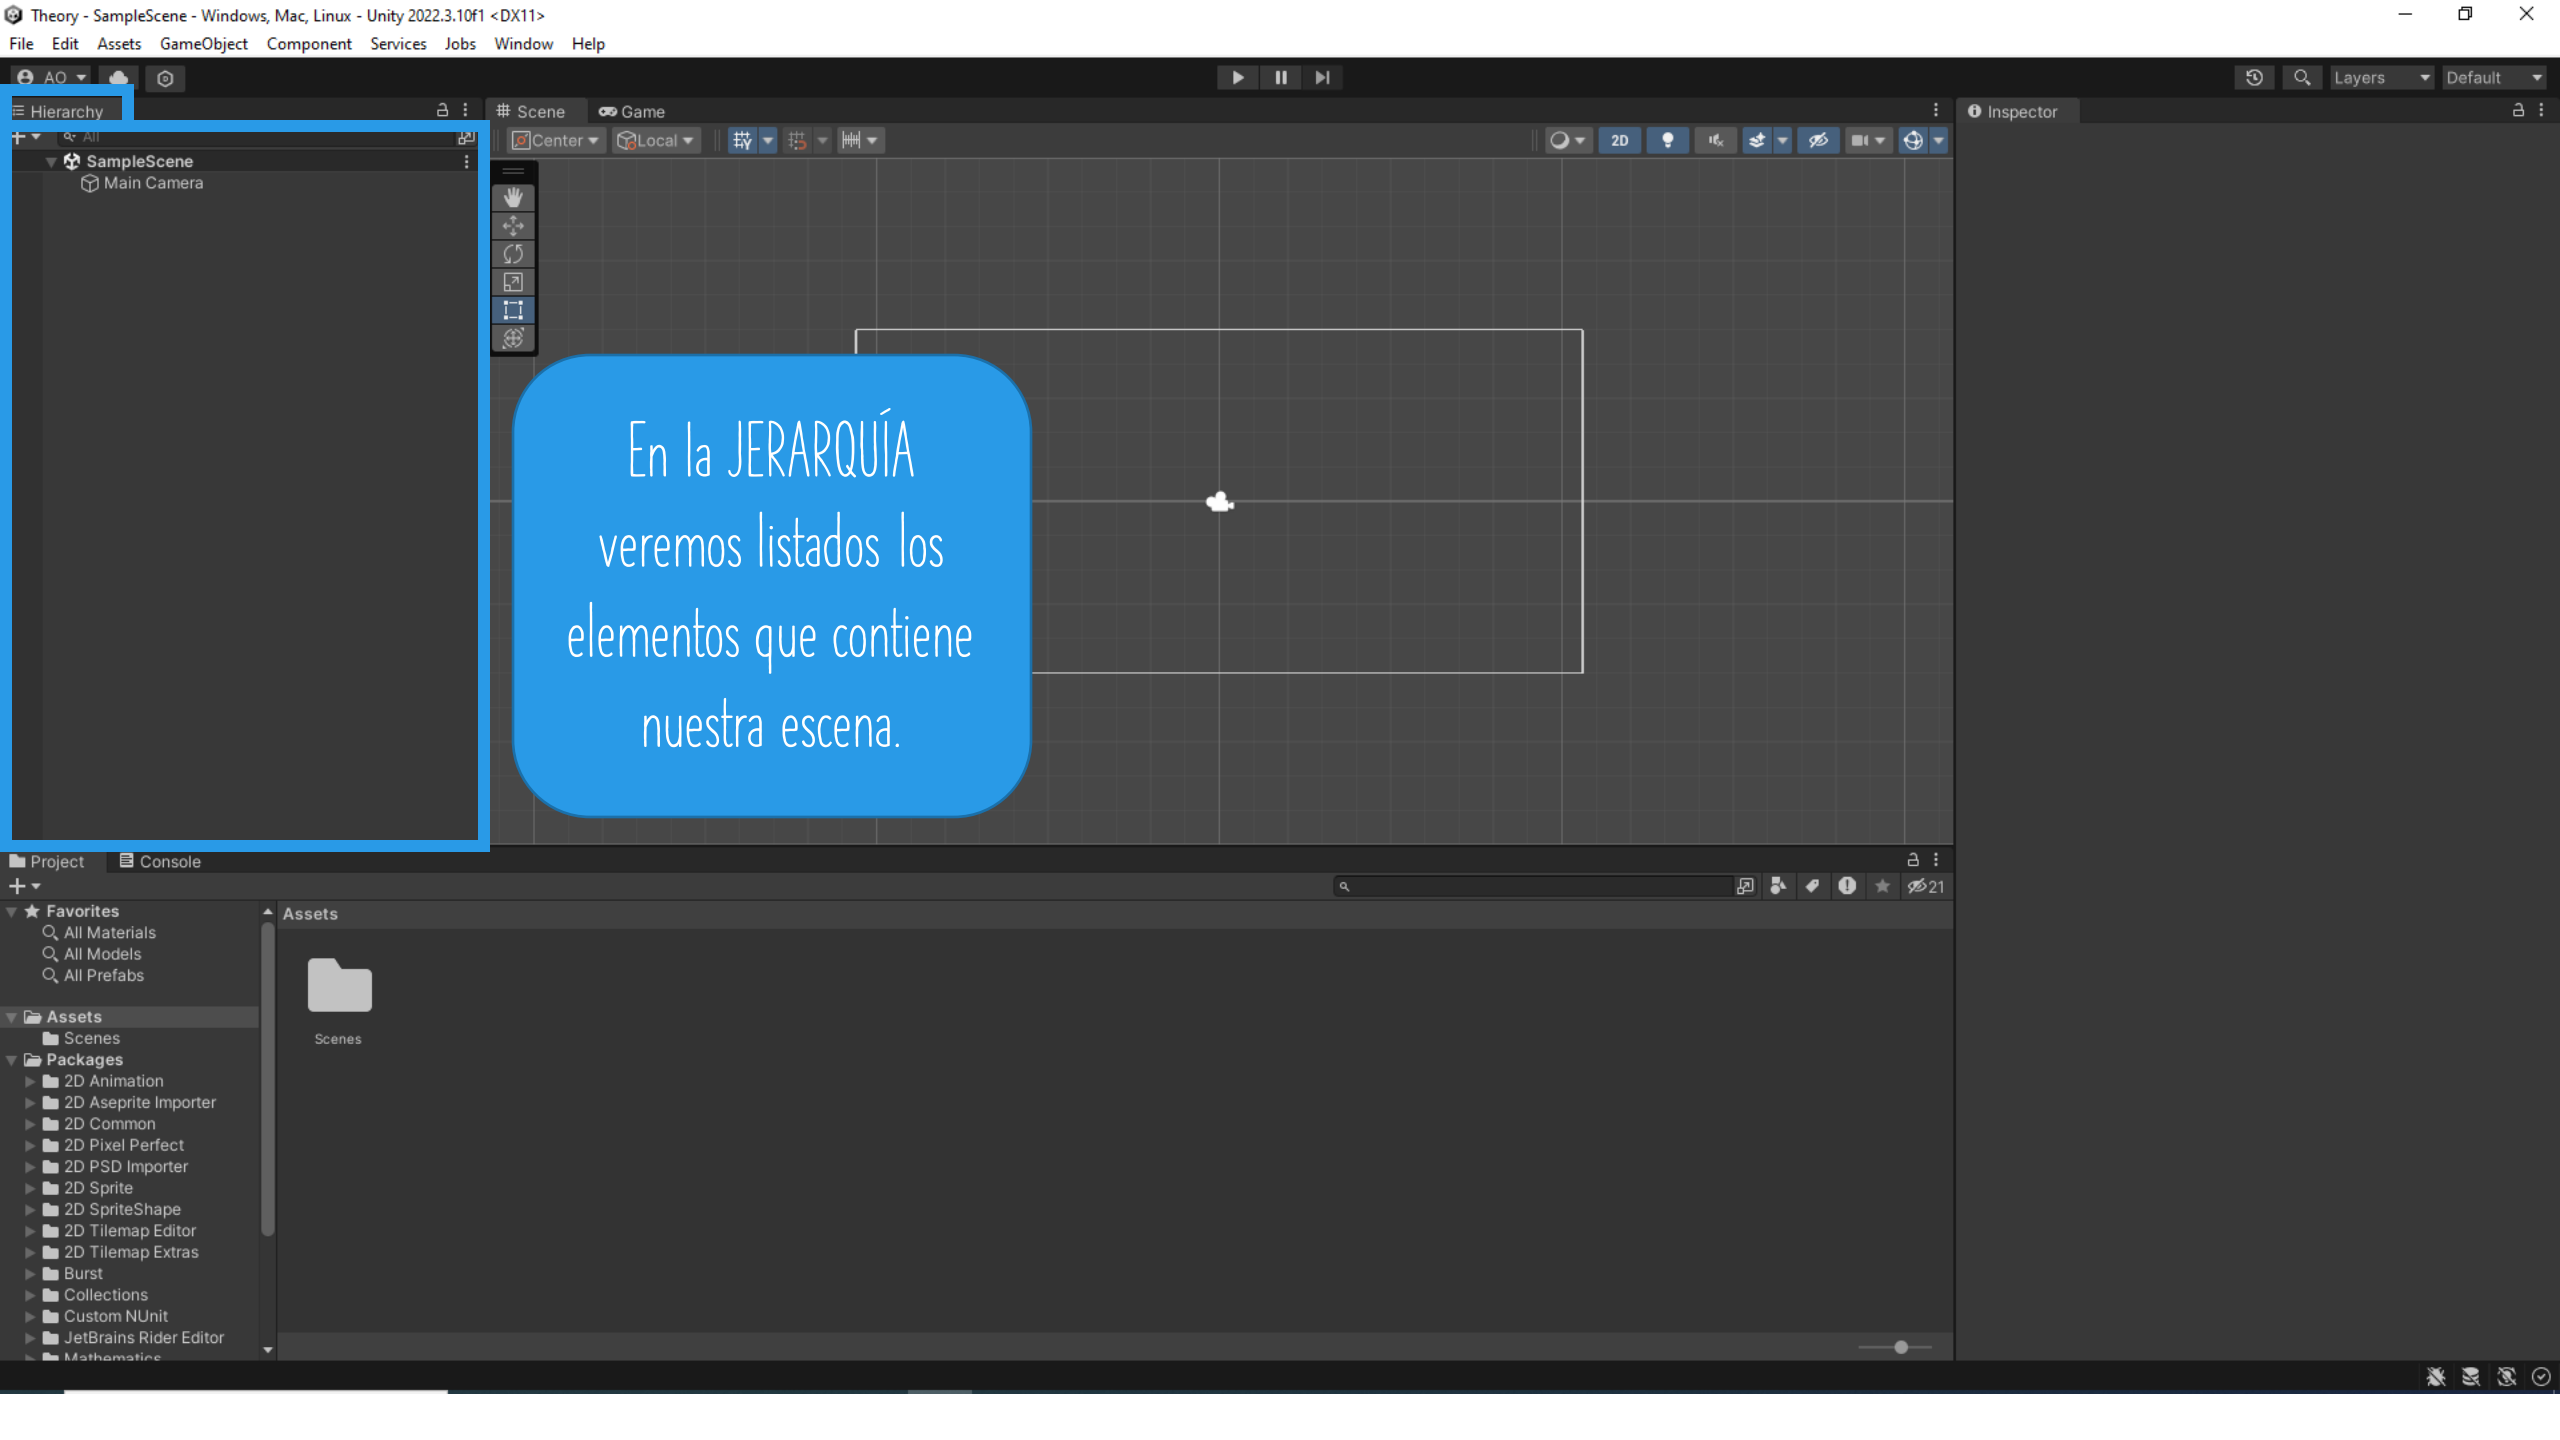 Theory - SampleScene - Windows, Mac, Linux - Unity 2022.3.10f1 <DX11>
File Edit Assets GameObject Component Services Jobs Window Help
AO
Layers
Default
Hierarchy
All
SampleScene
Main Camera
Scene
Game
Center
Local
2D
Inspector
En la JERARQUÍA
veremos listados los
elementos que contiene
nuestra escena.
Project
Console
21
Favorites
All Materials
All Models
All Prefabs
Assets
Scenes
Packages
2D Animation
2D Aseprite Importer
2D Common
2D Pixel Perfect
2D PSD Importer
2D Sprite
2D SpriteShape
2D Tilemap Editor
2D Tilemap Extras
Burst
Collections
Custom NUnit
JetBrains Rider Editor
Mathematics
Assets
Scenes